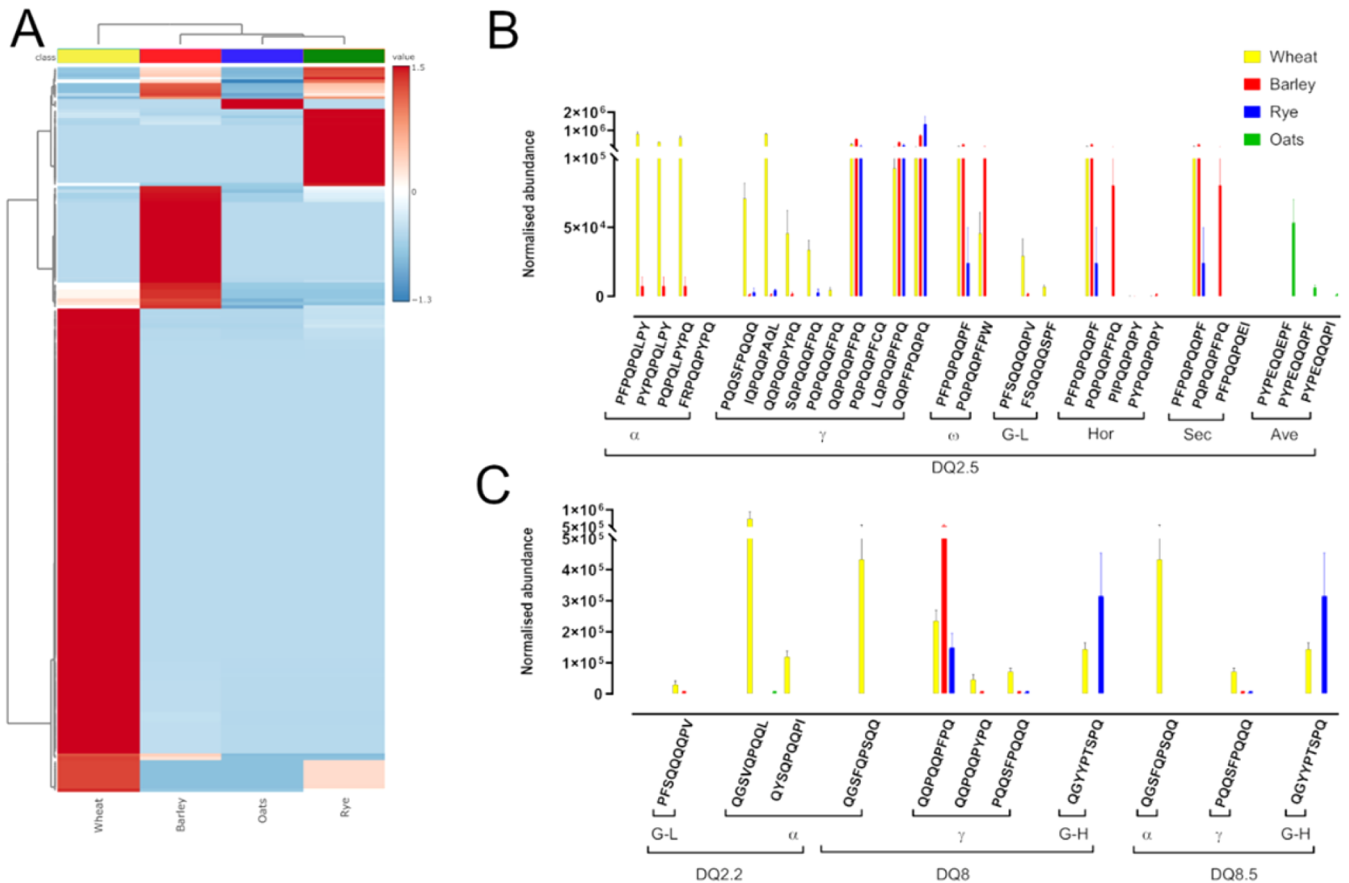 A
class
value
1.5
0
−1.3
Wheat
Barley
Oats
Rye
B
Wheat
Barley
Rye
Oats
Normalised abundance
2×10⁶
1×10⁶
1×10⁵
5×10⁴
0
PFPQPQLPY
PYPQPQLPY
PQPQLPYPQ
FRPQQPYPQ
PQQSFPQQQ
IQPQQPAQL
QQPQQPYPQ
SQPQQQFPQ
PQPQQQFPQ
QQPQQPFPQ
PQPQQPFCQ
LQPQQPFPQ
QQPFPQQPQ
PFPQPQQPF
PQPQQPFPW
PFSQQQQPV
FSQQQQSPF
PFPQPQQPF
PQPQQPFPQ
PIPQQPQPY
PYPQQPQPY
PFPQPQQPF
PQPQQPFPQ
PFPQQPQEI
PYPEQQEPF
PYPEQQQPF
PYPEQQQPI
α
γ
ω
G-L
Hor
Sec
Ave
DQ2.5
C
Normalised abundance
1×10⁶
5×10⁵
5×10⁵
4×10⁵
3×10⁵
2×10⁵
1×10⁵
0
PFSQQQQPV
QGSVQPQQL
QYSQPQQPI
QGSFQPSQQ
QQPQQPFPQ
QQPQQPYPQ
PQQSFPQQQ
QGYYPTSPQ
QGSFQPSQQ
PQQSFPQQQ
QGYYPTSPQ
G-L
α
γ
G-H
α
γ
G-H
DQ2.2
DQ8
DQ8.5